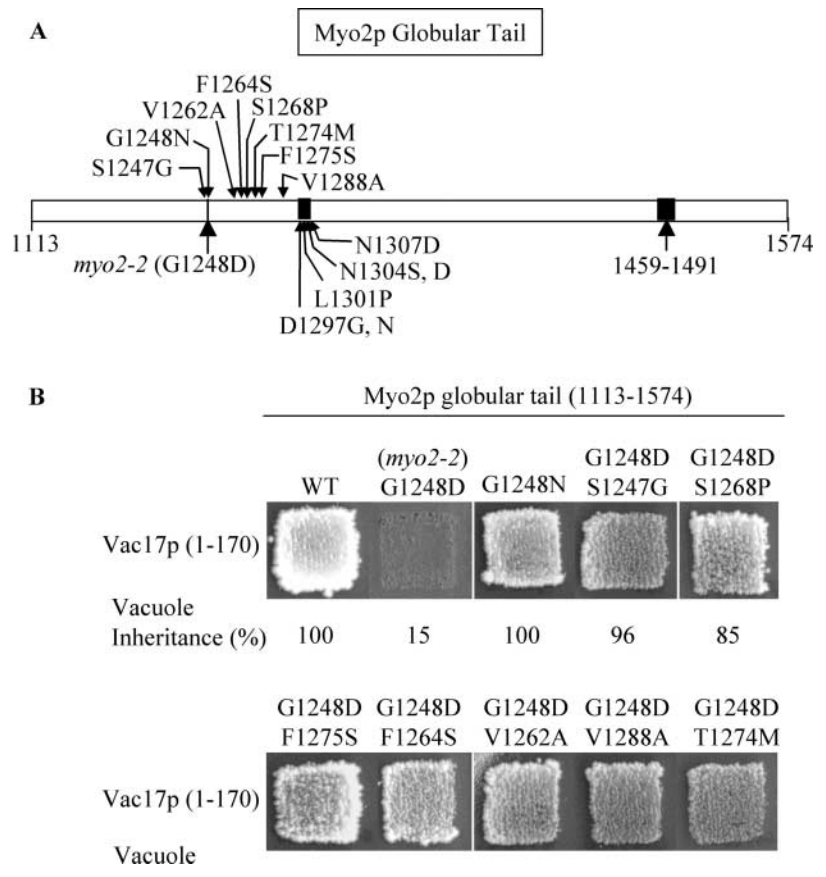 A
Myo2p Globular Tail
F1264S
V1262A
S1268P
G1248N
T1274M
S1247G
F1275S
V1288A
1113
1574
myo2-2 (G1248D)
N1307D
1459-1491
N1304S, D
L1301P
D1297G, N
B
Myo2p globular tail (1113-1574)
WT
(myo2-2)
G1248D
G1248N
G1248D
S1247G
G1248D
S1268P
Vac17p (1-170)
Vacuole
Inheritance (%) 100 15 100 96 85
G1248D G1248D G1248D G1248D G1248D
F1275S F1264S V1262A V1288A T1274M
Vac17p (1-170)
Vacuole